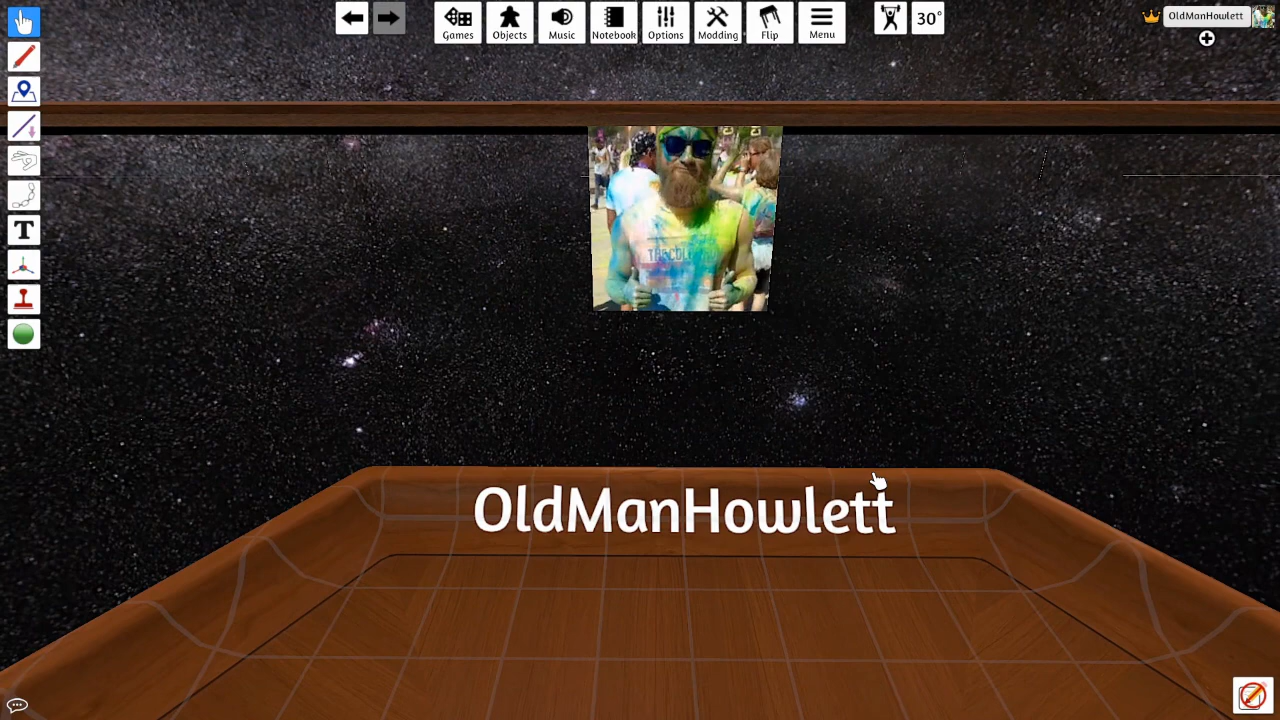 Games
Objects
Music
Notebook
Options
Modding
Flip
Menu
30°
OldManHowlett
T
OldManHowlett